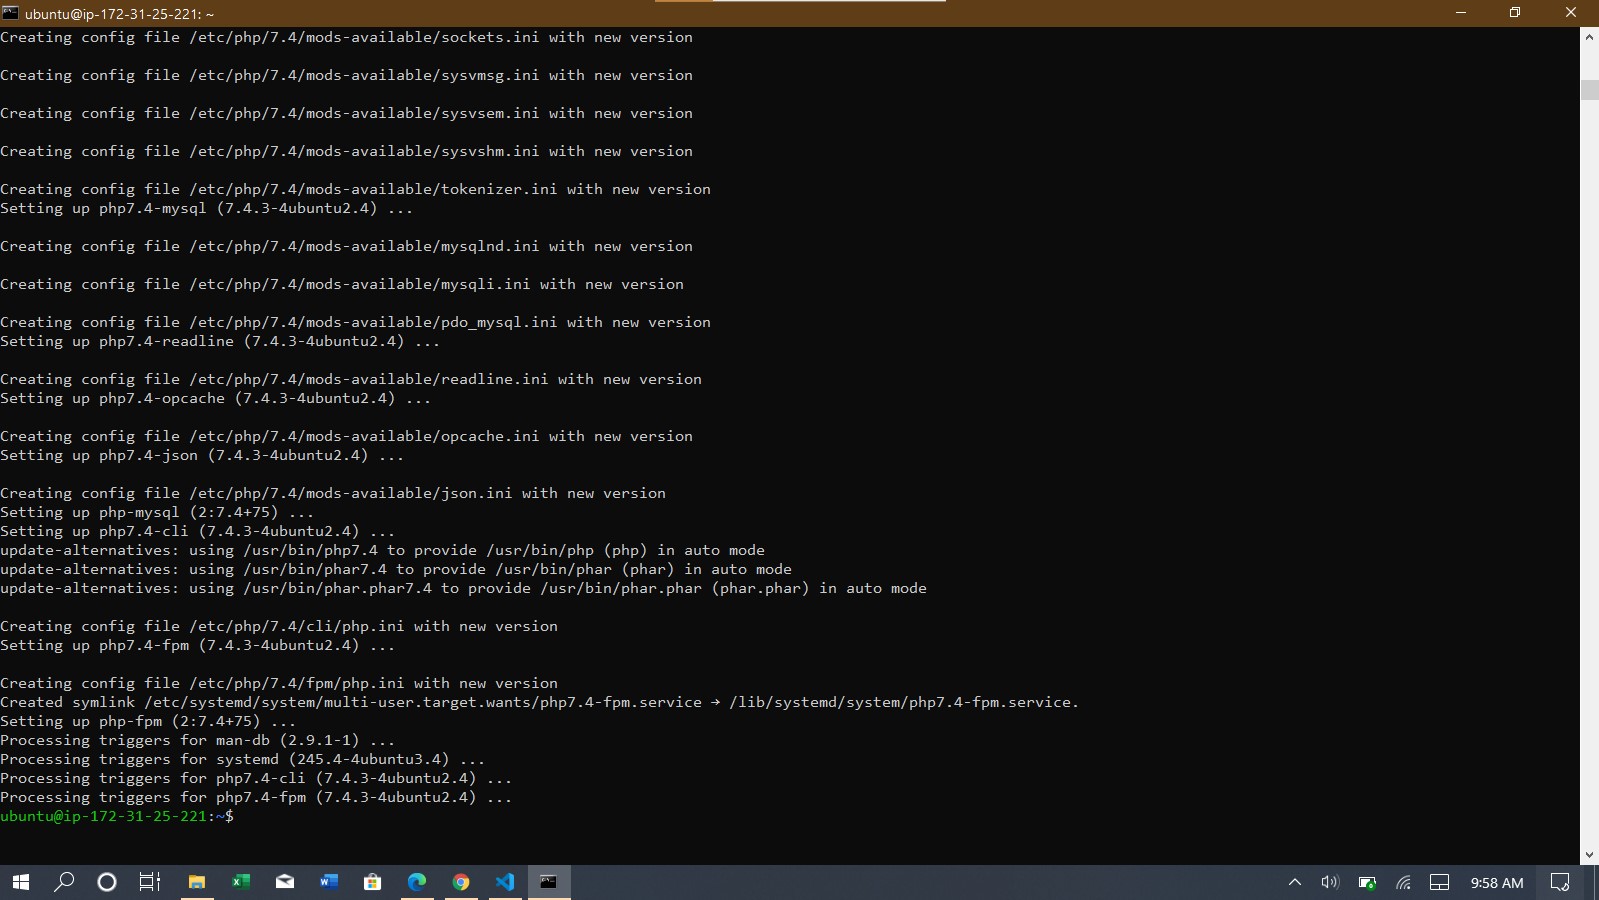 ubuntu@ip-172-31-25-221: ~
Creating config file /etc/php/7.4/mods-available/sockets.ini with new version
Creating config file /etc/php/7.4/mods-available/sysvmsg.ini with new version
Creating config file /etc/php/7.4/mods-available/sysvsem.ini with new version
Creating config file /etc/php/7.4/mods-available/sysvshm.ini with new version
Creating config file /etc/php/7.4/mods-available/tokenizer.ini with new version
Setting up php7.4-mysql (7.4.3-4ubuntu2.4) ...
Creating config file /etc/php/7.4/mods-available/mysqlnd.ini with new version
Creating config file /etc/php/7.4/mods-available/mysqli.ini with new version
Creating config file /etc/php/7.4/mods-available/pdo_mysql.ini with new version
Setting up php7.4-readline (7.4.3-4ubuntu2.4) ...
Creating config file /etc/php/7.4/mods-available/readline.ini with new version
Setting up php7.4-opcache (7.4.3-4ubuntu2.4) ...
Creating config file /etc/php/7.4/mods-available/opcache.ini with new version
Setting up php7.4-json (7.4.3-4ubuntu2.4) ...
Creating config file /etc/php/7.4/mods-available/json.ini with new version
Setting up php-mysql (2:7.4+75) ...
Setting up php7.4-cli (7.4.3-4ubuntu2.4) ...
update-alternatives: using /usr/bin/php7.4 to provide /usr/bin/php (php) in auto mode
update-alternatives: using /usr/bin/phar7.4 to provide /usr/bin/phar (phar) in auto mode
update-alternatives: using /usr/bin/phar.phar7.4 to provide /usr/bin/phar.phar (phar.phar) in auto mode
Creating config file /etc/php/7.4/cli/php.ini with new version
Setting up php7.4-fpm (7.4.3-4ubuntu2.4) ...
Creating config file /etc/php/7.4/fpm/php.ini with new version
Created symlink /etc/systemd/system/multi-user.target.wants/php7.4-fpm.service → /lib/systemd/system/php7.4-fpm.service.
Setting up php-fpm (2:7.4+75) ...
Processing triggers for man-db (2.9.1-1) ...
Processing triggers for systemd (245.4-4ubuntu3.4) ...
Processing triggers for php7.4-cli (7.4.3-4ubuntu2.4) ...
Processing triggers for php7.4-fpm (7.4.3-4ubuntu2.4) ...
ubuntu@ip-172-31-25-221:~$
9:58 AM